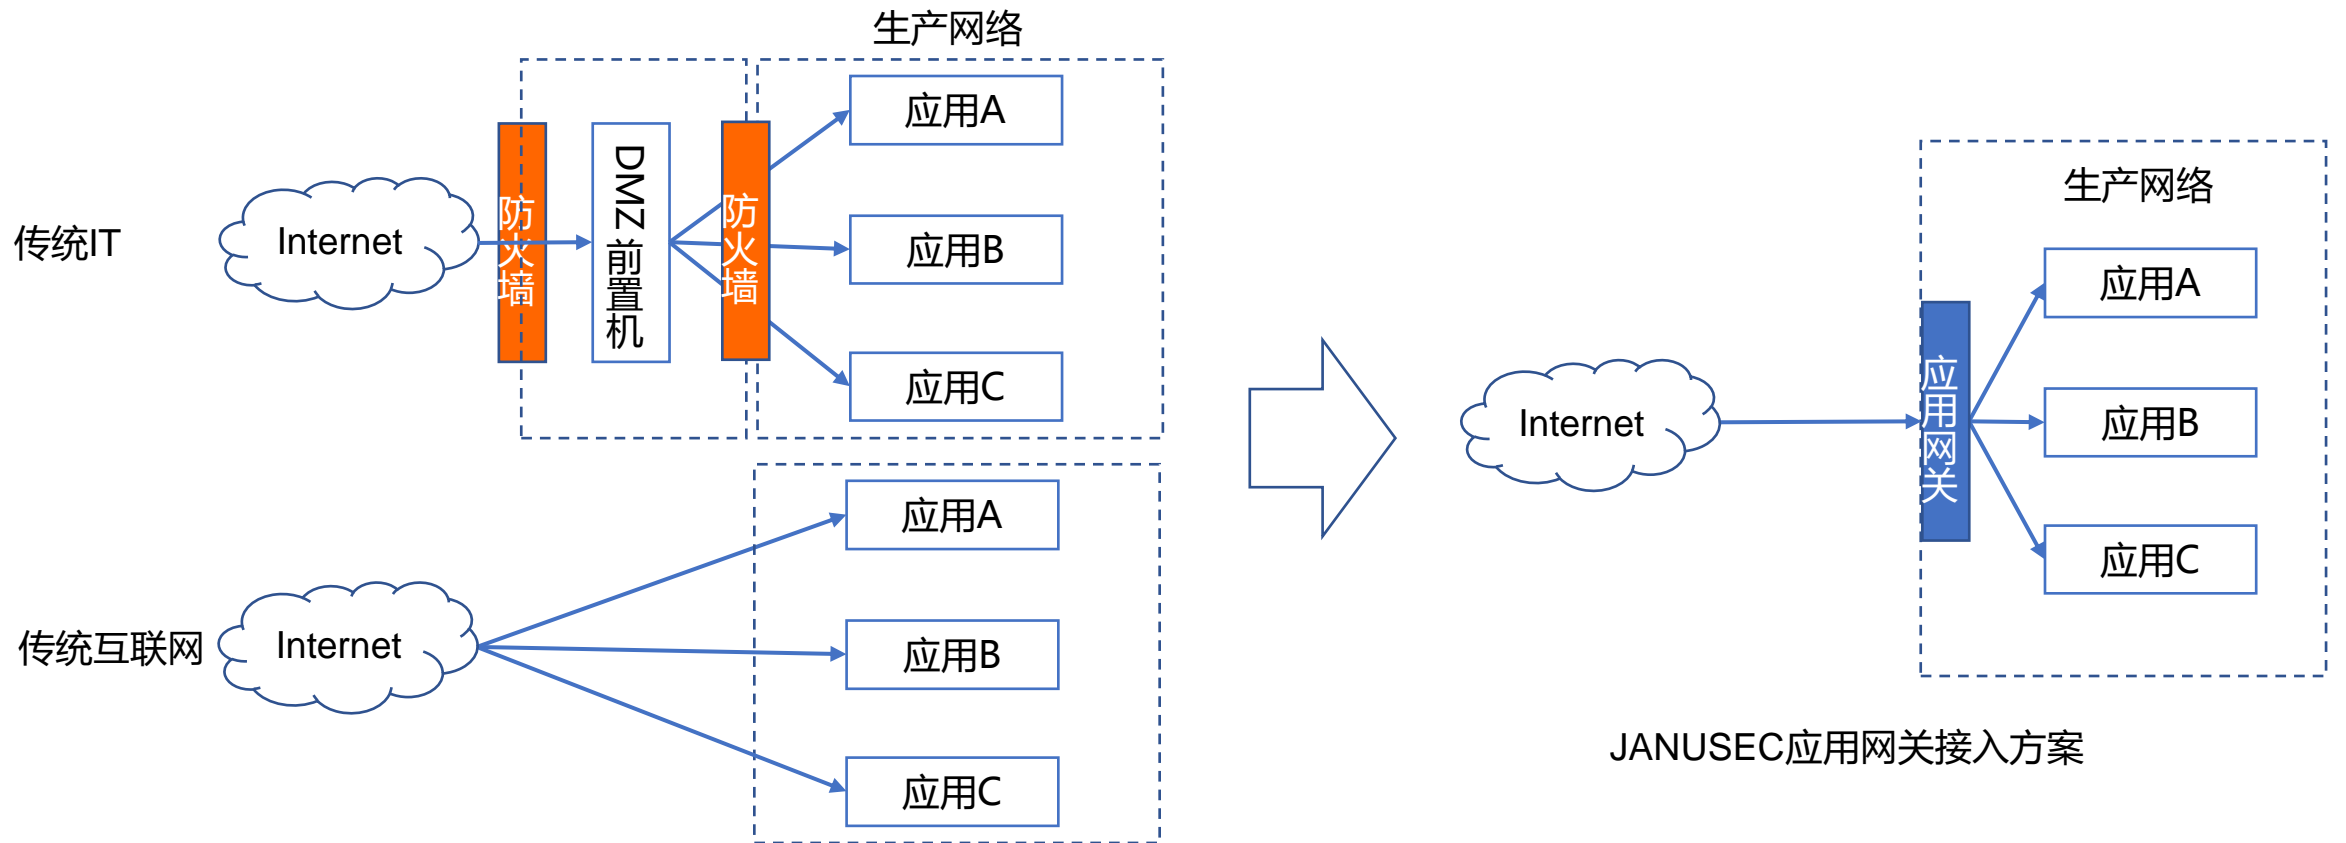 生产网络
传统IT
Internet
防火墙
DMZ 前置机
防火墙
应用A
应用B
应用C
传统互联网
Internet
应用A
应用B
应用C
Internet
应用网关
生产网络
应用A
应用B
应用C
JANUSEC应用网关接入方案